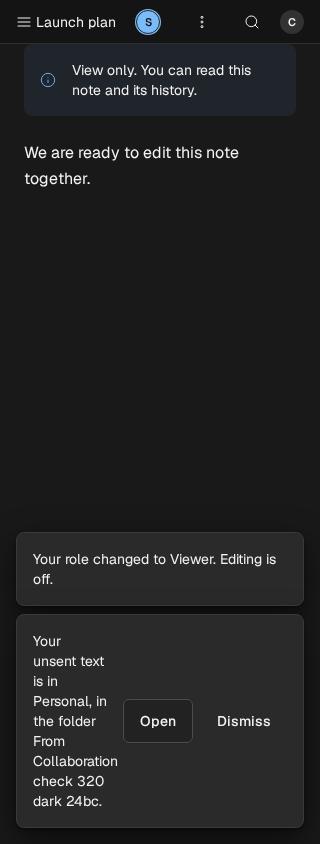 Launch plan S C
View only. You can read this
note and its history.
We are ready to edit this note
together.
Your role changed to Viewer. Editing is
off.
Your
unsent text
is in
Personal, in
the folder
From
Collaboration
check 320
dark 24bc.
Open Dismiss